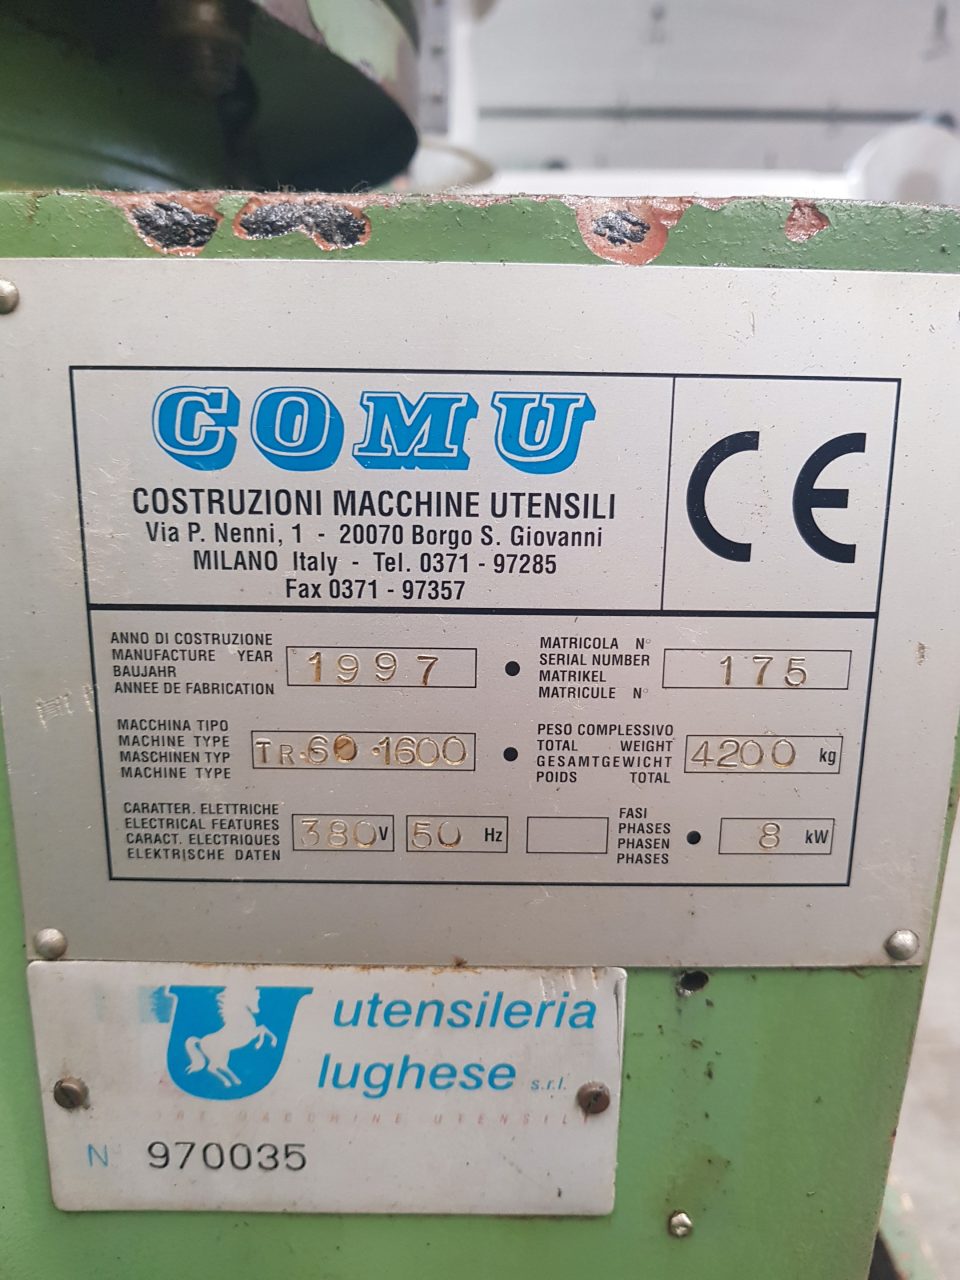 COMU
CE
COSTRUZIONI MACCHINE UTENSILI
Via P. Nenni, 1 - 20070 Borgo S. Giovanni
MILANO Italy - Tel. 0371 - 97285
Fax 0371 - 97357
ANNO DI COSTRUZIONE
MANUFACTURE YEAR
BAUJAHR
ANNEE DE FABRICATION
1997
MATRICOLA N°
SERIAL NUMBER
MATRIKEL
MATRICULE N°
175
MACCHINA TIPO
MACHINE TYPE
MASCHINEN TYP
MACHINE TYPE
TR.60.1600
PESO COMPLESSIVO
TOTAL WEIGHT
GESAMTGEWICHT
POIDS TOTAL
4200 kg
CARATTER. ELETTRICHE
ELECTRICAL FEATURES
CARACT. ELECTRIQUES
ELEKTRISCHE DATEN
380 V
50 Hz
FASI
PHASES
PHASEN
PHASES
8 kW
utensileria
lughese s.r.l.
MACCHINE UTENSILI
N 970035